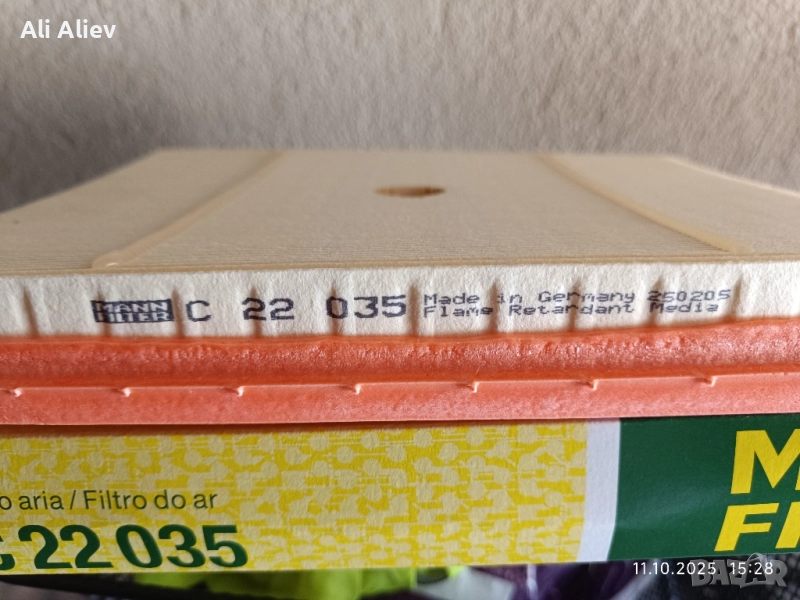 Ali Aliev
MANN
FILTER
C 22 035
Made in Germany 250205
Flame Retardant Media
aria / Filtro do ar
C 22 035
11.10.2025. 15:28
BAZAR